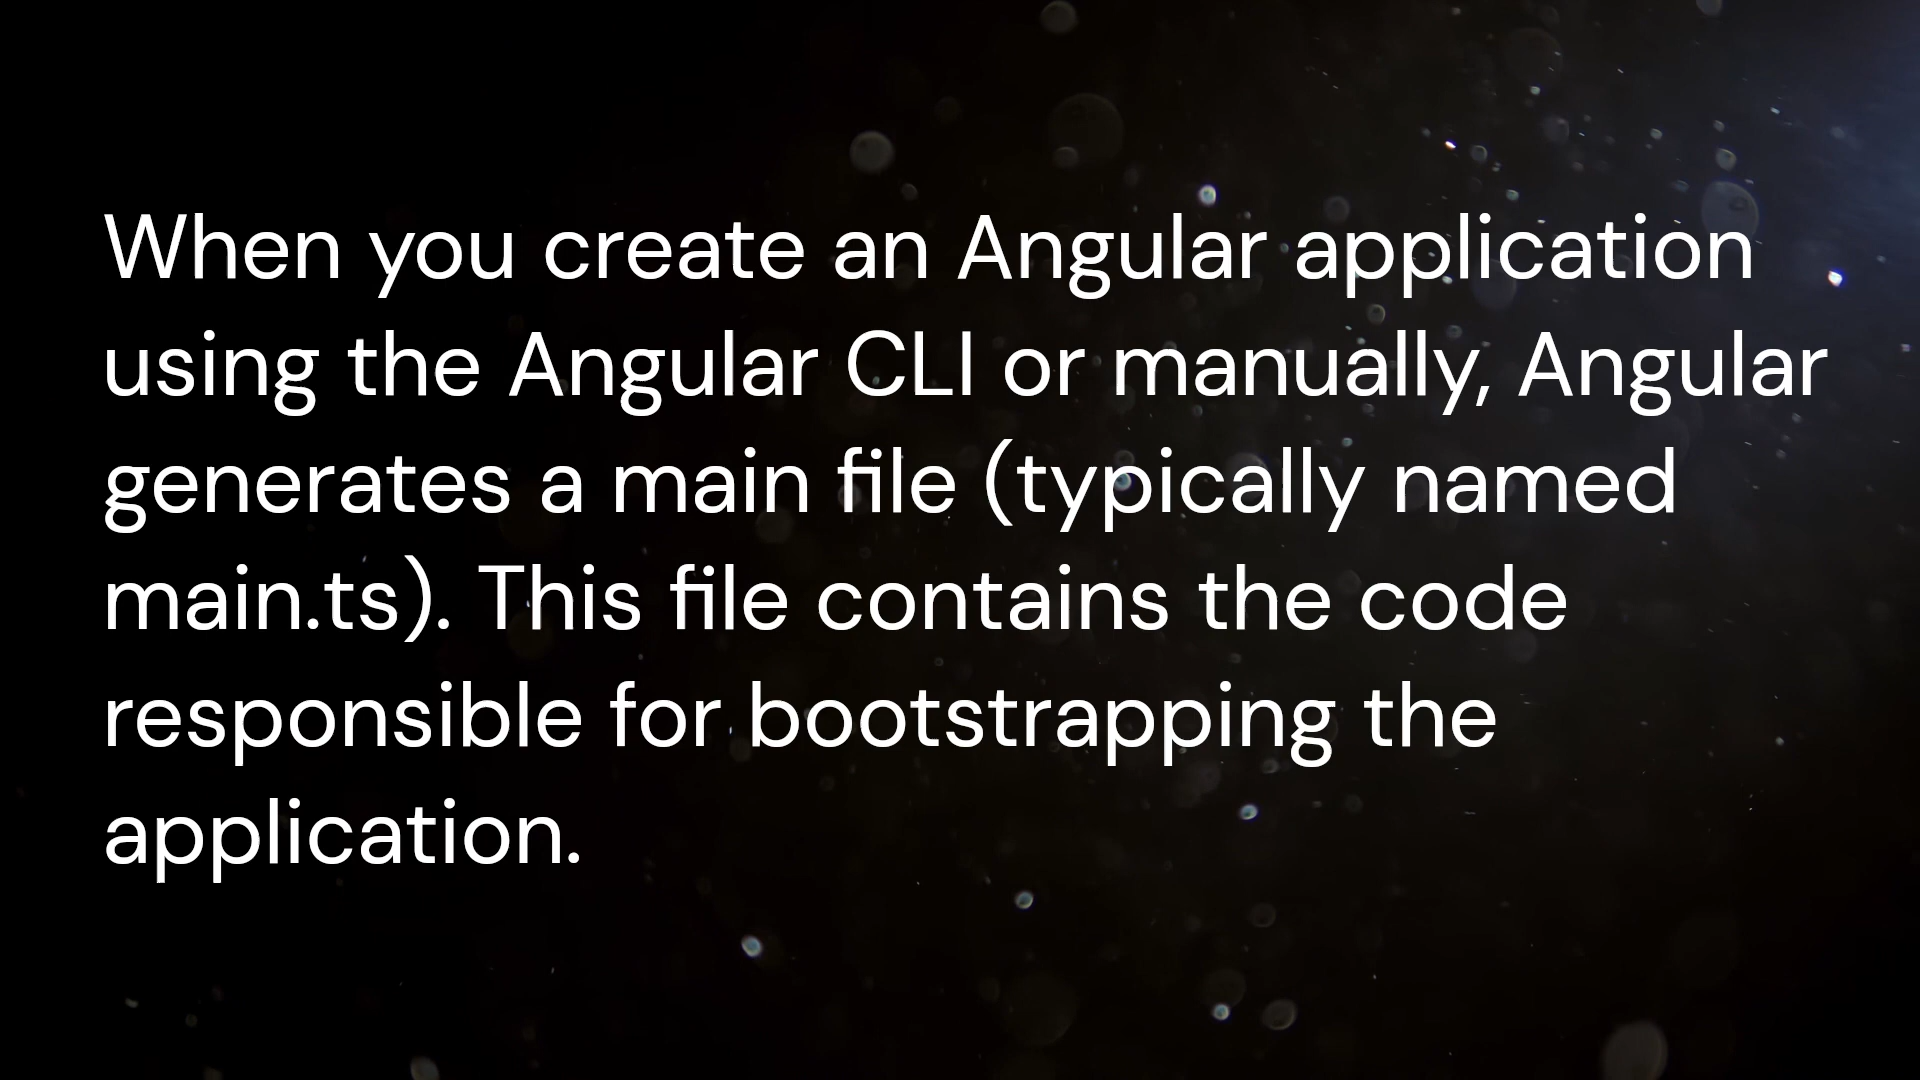 When you create an Angular application
using the Angular CLI or manually, Angular
generates a main file (typically named
main.ts). This file contains the code
responsible for bootstrapping the
application.